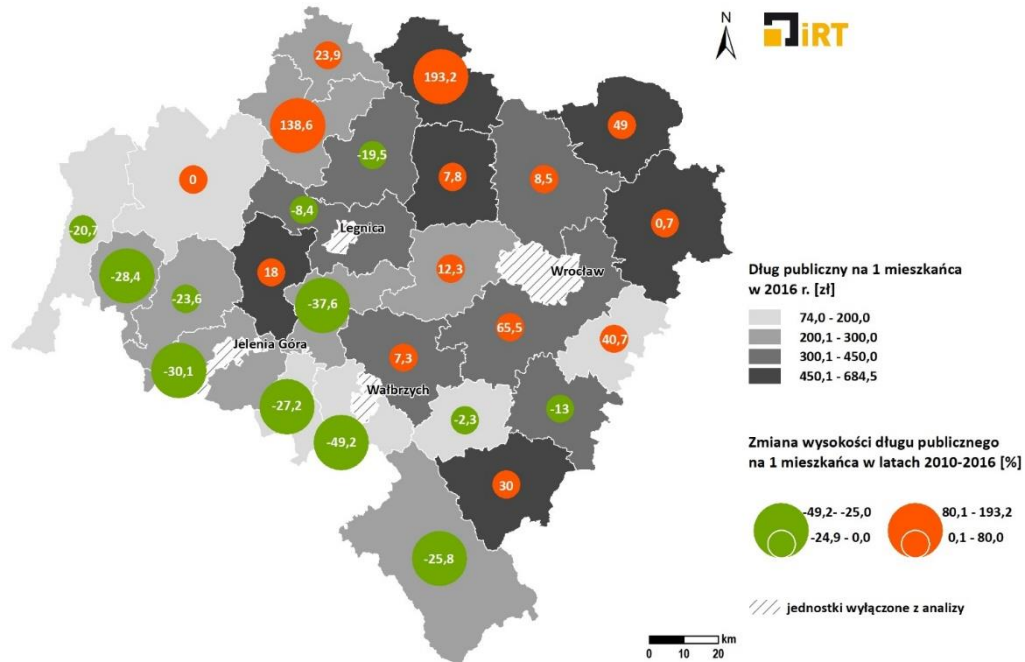 N
iRT
23,9
193,2
138,6
49
-19,5
7,8
8,5
0
-8,4
0,7
-20,7
Legnica
Wrocław
-28,4
18
12,3
-23,6
-37,6
65,5
40,7
Jelenia Góra
7,3
-30,1
Wałbrzych
-27,2
-2,3
-13
-49,2
30
-25,8
Dług publiczny na 1 mieszkańca
w 2016 r. [zł]
74,0 - 200,0
200,1 - 300,0
300,1 - 450,0
450,1 - 684,5
Zmiana wysokości długu publicznego
na 1 mieszkańca w latach 2010-2016 [%]
-49,2- -25,0
-24,9 - 0,0
80,1 - 193,2
0,1 - 80,0
jednostki wyłączone z analizy
km
0 10 20